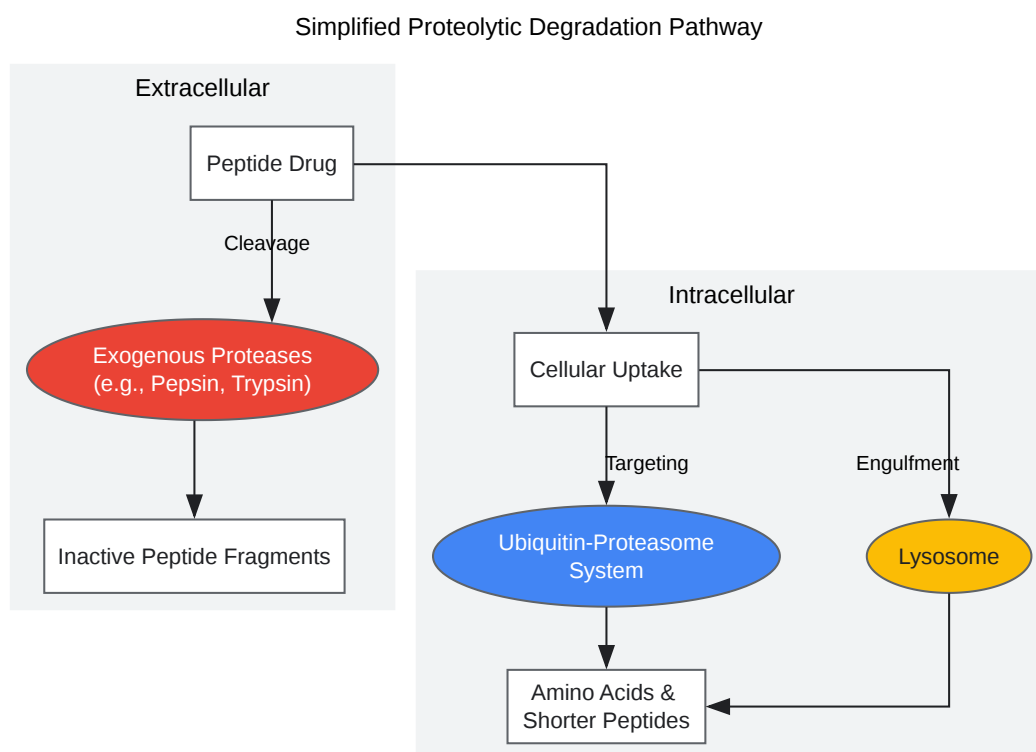 Simplified Proteolytic Degradation Pathway
Extracellular
Peptide Drug
Cleavage
Exogenous Proteases
(e.g., Pepsin, Trypsin)
Inactive Peptide Fragments
Intracellular
Cellular Uptake
Targeting
Engulfment
Ubiquitin-Proteasome
System
Lysosome
Amino Acids &
Shorter Peptides